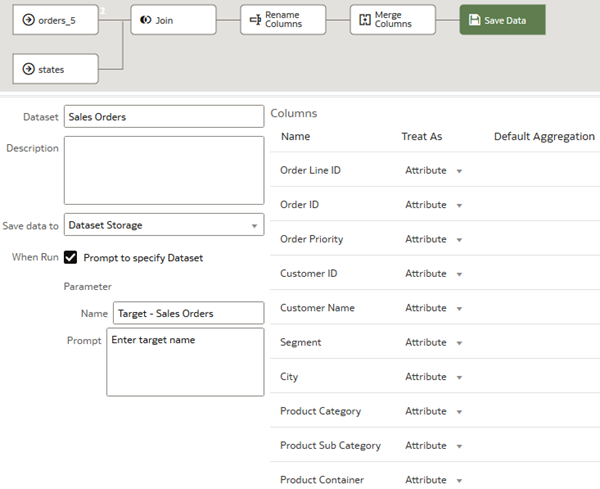 orders_5
2
Join
Rename
Columns
Merge
Columns
Save Data
states
Dataset
Sales Orders
Description
Save data to
Dataset Storage
When Run
Prompt to specify Dataset
Parameter
Name
Target - Sales Orders
Prompt
Enter target name
Columns
Name Treat As Default Aggregation
Order Line ID Attribute
Order ID Attribute
Order Priority Attribute
Customer ID Attribute
Customer Name Attribute
Segment Attribute
City Attribute
Product Category Attribute
Product Sub Category Attribute
Product Container Attribute